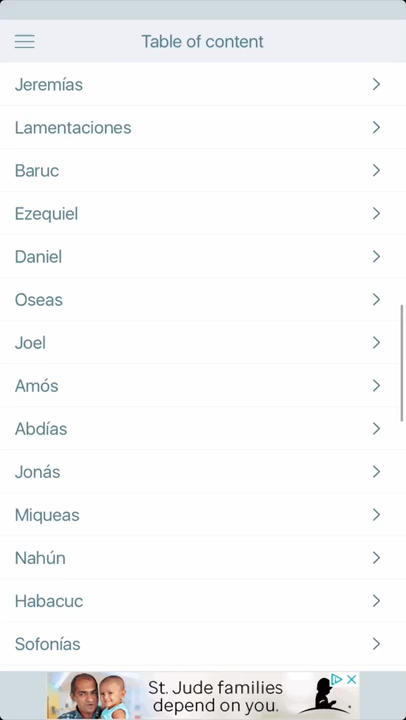 Table of content
Jeremías
Lamentaciones
Baruc
Ezequiel
Daniel
Oseas
Joel
Amós
Abdías
Jonás
Miqueas
Nahún
Habacuc
Sofonías
St. Jude families
depend on you.